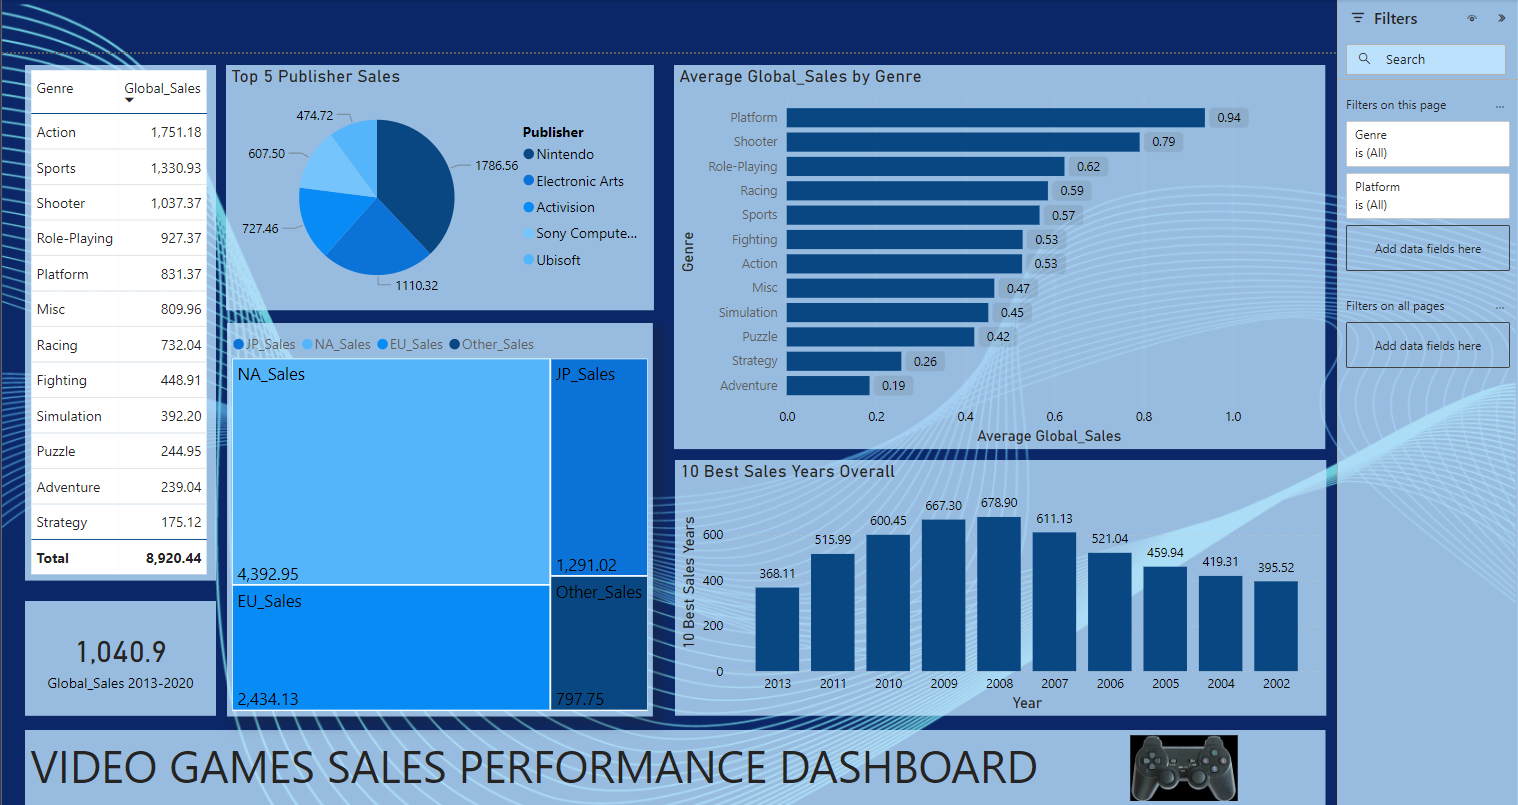 Genre Global_Sales
Action 1,751.18
Sports 1,330.93
Shooter 1,037.37
Role-Playing 927.37
Platform 831.37
Misc 809.96
Racing 732.04
Fighting 448.91
Simulation 392.20
Puzzle 244.95
Adventure 239.04
Strategy 175.12
Total 8,920.44
1,040.9
Global_Sales 2013-2020
Top 5 Publisher Sales
474.72
607.50
727.46
1786.56
1110.32
Publisher
Nintendo
Electronic Arts
Activision
Sony Compute...
Ubisoft
JP_Sales NA_Sales EU_Sales Other_Sales
NA_Sales
4,392.95
EU_Sales
2,434.13
JP_Sales
1,291.02
Other_Sales
797.75
Average Global_Sales by Genre
Genre
Platform 0.94
Shooter 0.79
Role-Playing 0.62
Racing 0.59
Sports 0.57
Fighting 0.53
Action 0.53
Misc 0.47
Simulation 0.45
Puzzle 0.42
Strategy 0.26
Adventure 0.19
0.0 0.2 0.4 0.6 0.8 1.0
Average Global_Sales
10 Best Sales Years Overall
10 Best Sales Years
600
400
200
0
368.11 515.99 600.45 667.30 678.90 611.13 521.04 459.94 419.31 395.52
2013 2011 2010 2009 2008 2007 2006 2005 2004 2002
Year
VIDEO GAMES SALES PERFORMANCE DASHBOARD
Filters
Search
Filters on this page ...
Genre
is (All)
Platform
is (All)
Add data fields here
Filters on all pages ...
Add data fields here